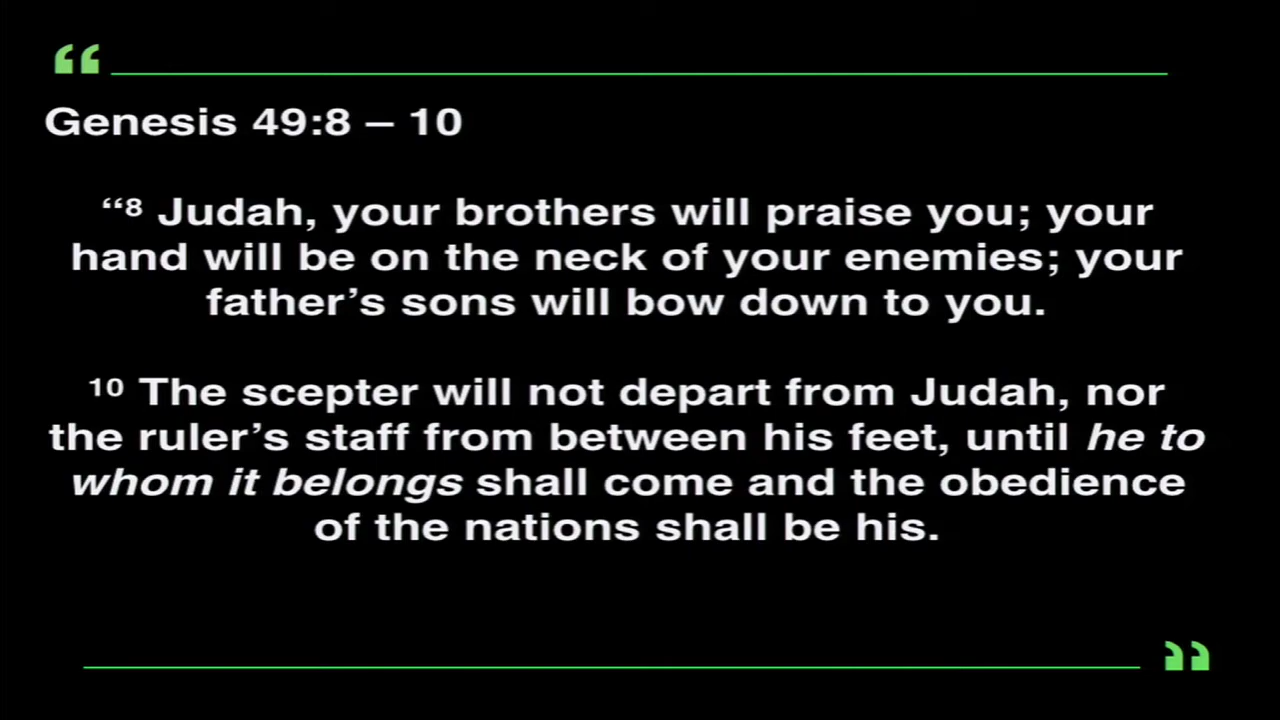 “
Genesis 49:8 – 10
“⁸ Judah, your brothers will praise you; your
hand will be on the neck of your enemies; your
father’s sons will bow down to you.
¹⁰ The scepter will not depart from Judah, nor
the ruler’s staff from between his feet, until he to
whom it belongs shall come and the obedience
of the nations shall be his.
”